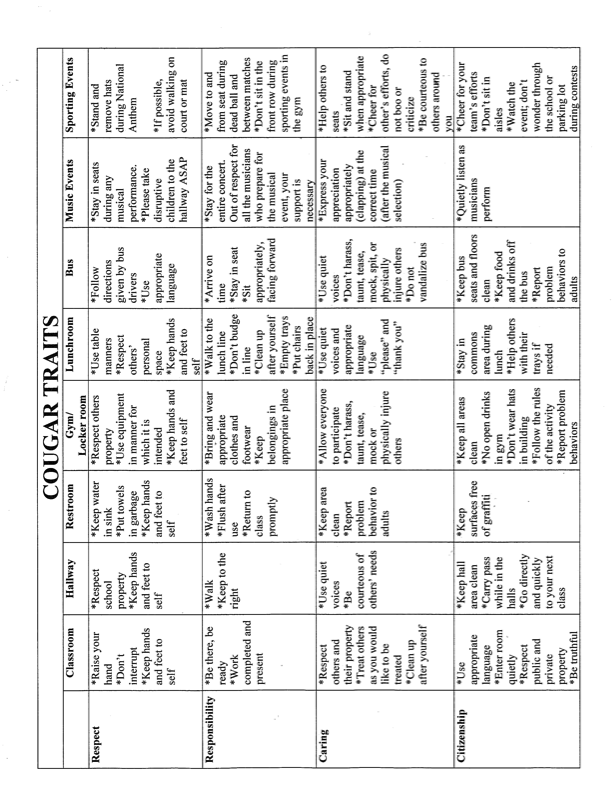 COUGAR TRAITS
Classroom
Hallway
Restroom
Gym/
Locker room
Lunchroom
Bus
Music Events
Sporting Events
Respect
*Raise your
hand
*Don't
interrupt
*Keep hands
and feet to
self
*Respect
school
property
*Keep hands
and feet to
self
*Keep water
in sink
*Put towels
in garbage
*Keep hands
and feet to
self
*Respect others
property
*Use equipment
in manner for
which it is
intended
*Keep hands and
feet to self
*Use table
manners
*Respect
others'
personal
space
*Keep hands
and feet to
self
*Follow
directions
given by bus
drivers
*Use
appropriate
language
*Stay in seats
during any
musical
performance.
*Please take
disruptive
children to the
hallway ASAP
*Stand and
remove hats
during National
Anthem
*If possible,
avoid walking on
court or mat
Responsibility
*Be there, be
ready
*Work
completed and
present
*Walk
*Keep to the
right
*Wash hands
*Flush after
use
*Return to
class
promptly
*Bring and wear
appropriate
clothes and
footwear
*Keep
belongings in
appropriate place
*Walk to the
lunch line
*Don't budge
in line
*Clean up
after yourself
*Empty trays
*Put chairs
back in place
*Arrive on
time
*Stay in seat
*Sit
appropriately,
facing forward
*Stay for the
entire concert.
Out of respect for
all the musicians
who prepare for
the musical
event, your
support is
necessary
*Move to and
from seat during
dead ball and
between matches
*Don't sit in the
front row during
sporting events in
the gym
Caring
*Respect
others and
their property
*Treat others
as you would
like to be
treated
*Clean up
after yourself
*Use quiet
voices
*Be
courteous of
others' needs
*Keep area
clean
*Report
problem
behavior to
adults
*Allow everyone
to participate
*Don't harass,
taunt, tease,
mock or
physically injure
others
*Use quiet
voices and
appropriate
language
*Use
"please" and
"thank you"
*Use quiet
voices
*Don't harass,
taunt, tease,
mock, spit, or
physically
injure others
*Do not
vandalize bus
*Express your
appreciation
appropriately
(clapping) at the
correct time
(after the musical
selection)
*Help others to
seats
*Sit and stand
when appropriate
*Cheer for
other's efforts, do
not boo or
criticize
*Be courteous to
others around
you
Citizenship
*Use
appropriate
language
*Enter room
quietly
*Respect
public and
private
property
*Be truthful
*Keep hall
area clean
*Carry pass
while in the
halls
*Go directly
and quickly
to your next
class
*Keep
surfaces free
of graffiti
*Keep all areas
clean
*No open drinks
in gym
*Don't wear hats
in building
*Follow the rules
of the activity
*Report problem
behaviors
*Stay in
commons
area during
lunch
*Help others
with their
trays if
needed
*Keep bus
seats and floors
clean
*Keep food
and drinks off
the bus
*Report
problem
behaviors to
adults
*Quietly listen as
musicians
perform
*Cheer for your
team's efforts
*Don't sit in
aisles
*Watch the
event; don't
wonder through
the school or
parking lot
during contests